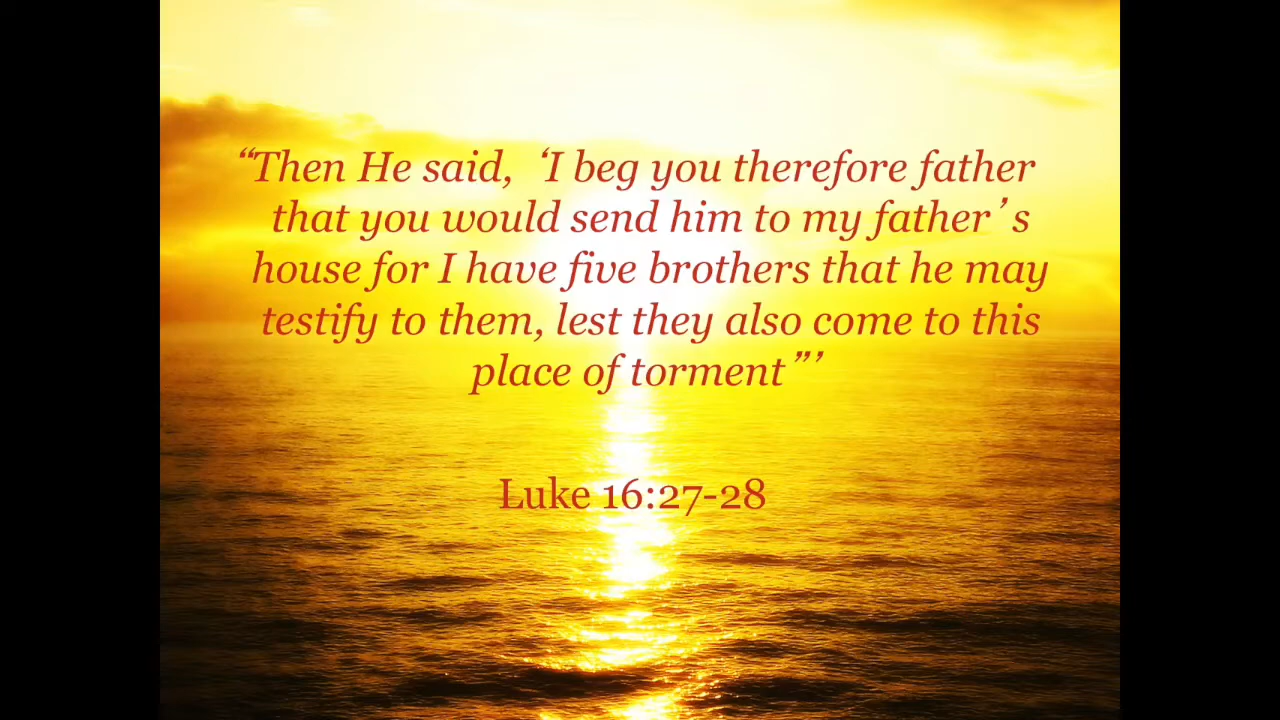 “Then He said, ‘I beg you therefore father
that you would send him to my father’s
house for I have five brothers that he may
testify to them, lest they also come to this
place of torment”’
Luke 16:27-28